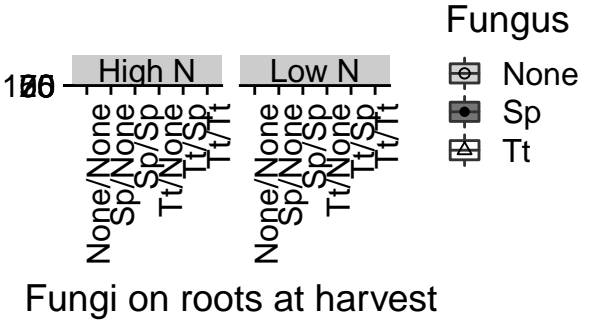 Fungus
High N
Low N
None
Sp
Tt
None/None
Sp/None
Sp/Sp
Tt/None
Tt/Sp
Tt/Tt
None/None
Sp/None
Sp/Sp
Tt/None
Tt/Sp
Tt/Tt
Fungi on roots at harvest